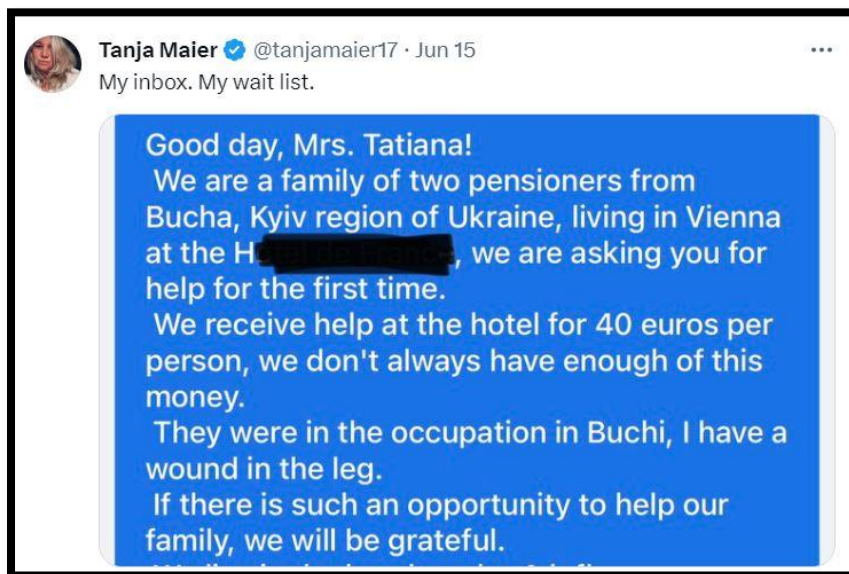 Tanja Maier @tanjamaier17 · Jun 15
My inbox. My wait list.
Good day, Mrs. Tatiana!
We are a family of two pensioners from
Bucha, Kyiv region of Ukraine, living in Vienna
at the H , we are asking you for
help for the first time.
We receive help at the hotel for 40 euros per
person, we don't always have enough of this
money.
They were in the occupation in Buchi, I have a
wound in the leg.
If there is such an opportunity to help our
family, we will be grateful.